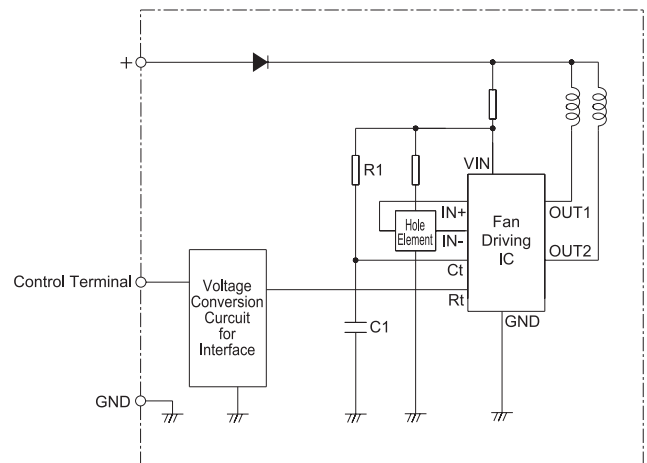 +
R1
VIN
IN+
Hole
Element
IN-
Fan
Driving
IC
OUT1
OUT2
Ct
Rt
GND
Control Terminal
Voltage
Conversion
Curcuit
for
Interface
C1
GND